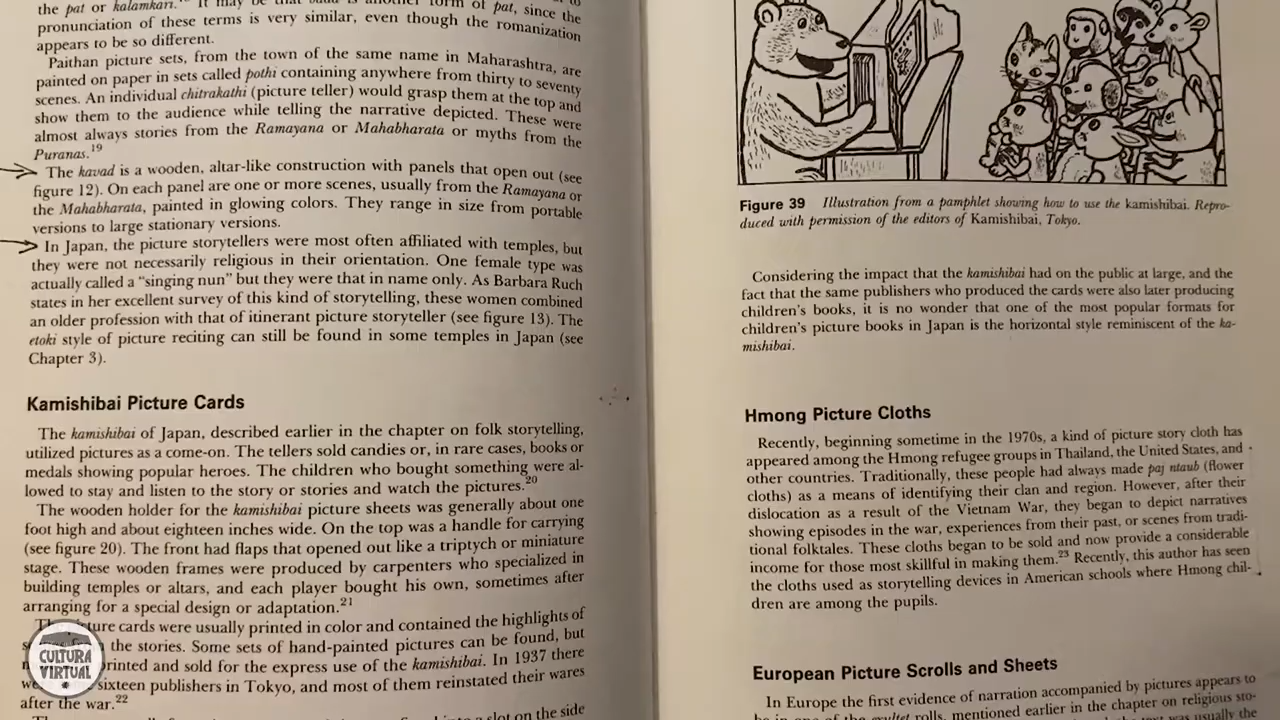 the pat or kalamkari.
pronunciation of these terms is very similar, even though the romanization
appears to be so different.
Paithan picture sets, from the town of the same name in Maharashtra, are
painted on paper in sets called pothi containing anywhere from thirty to seventy
scenes. An individual chitrakathi (picture teller) would grasp them at the top and
show them to the audience while telling the narrative depicted. These were
almost always stories from the Ramayana or Mahabharata or myths from the
Puranas.19
The kavad is a wooden, altar-like construction with panels that open out (see
figure 12). On each panel are one or more scenes, usually from the Ramayana or
the Mahabharata, painted in glowing colors. They range in size from portable
versions to large stationary versions.
In Japan, the picture storytellers were most often affiliated with temples, but
they were not necessarily religious in their orientation. One female type was
actually called a “singing nun” but they were that in name only. As Barbara Ruch
states in her excellent survey of this kind of storytelling, these women combined
an older profession with that of itinerant picture storyteller (see figure 13). The
etoki style of picture reciting can still be found in some temples in Japan (see
Chapter 3).
Kamishibai Picture Cards
The kamishibai of Japan, described earlier in the chapter on folk storytelling,
utilized pictures as a come-on. The tellers sold candies or, in rare cases, books or
medals showing popular heroes. The children who bought something were al-
lowed to stay and listen to the story or stories and watch the pictures.20
The wooden holder for the kamishibai picture sheets was generally about one
foot high and about eighteen inches wide. On the top was a handle for carrying
(see figure 20). The front had flaps that opened out like a triptych or miniature
stage. These wooden frames were produced by carpenters who specialized in
building temples or altars, and each player bought his own, sometimes after
arranging for a special design or adaptation.21
cards were usually printed in color and contained the highlights of
the stories. Some sets of hand-painted pictures can be found, but
and sold for the express use of the kamishibai. In 1937 there
sixteen publishers in Tokyo, and most of them reinstated their wares
after the war.22
slot on the side
CULTURA
VIRTUAL
Figure 39 Illustration from a pamphlet showing how to use the kamishibai. Repro-
duced with permission of the editors of Kamishibai, Tokyo.
Considering the impact that the kamishibai had on the public at large, and the
fact that the same publishers who produced the cards were also later producing
children’s books, it is no wonder that one of the most popular formats for
children’s picture books in Japan is the horizontal style reminiscent of the ka-
mishibai.
Hmong Picture Cloths
Recently, beginning sometime in the 1970s, a kind of picture story cloth has
appeared among the Hmong refugee groups in Thailand, the United States, and
other countries. Traditionally, these people had always made paj ntaub (flower
cloths) as a means of identifying their clan and region. However, after their
dislocation as a result of the Vietnam War, they began to depict narratives
showing episodes in the war, experiences from their past, or scenes from tradi-
tional folktales. These cloths began to be sold and now provide a considerable
income for those most skillful in making them.23 Recently, this author has seen
the cloths used as storytelling devices in American schools where Hmong chil-
dren are among the pupils.
European Picture Scrolls and Sheets
In Europe the first evidence of narration accompanied by pictures appears to
rolls, mentioned earlier in the chapter on religious sto-